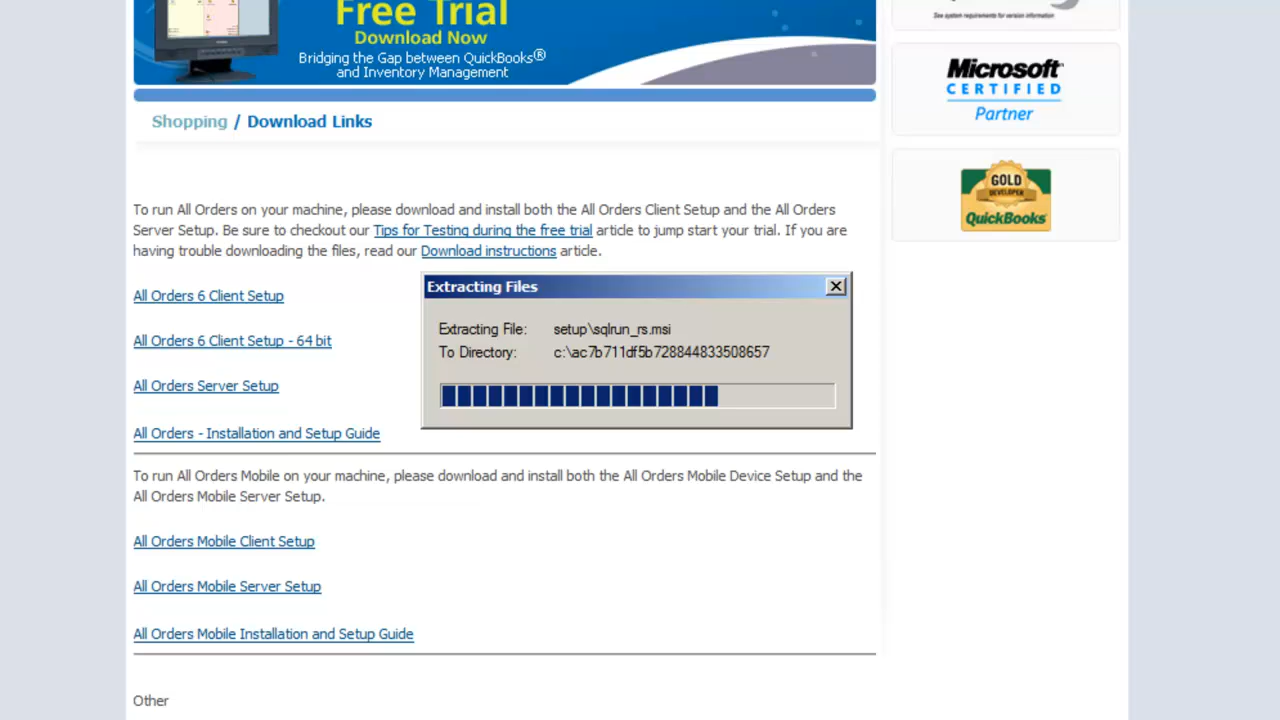 Free Trial
Download Now
Bridging the Gap between QuickBooks®
and Inventory Management
See system requirements for version information.
Microsoft
CERTIFIED
Partner
GOLD
DEVELOPER
QuickBooks
Shopping / Download Links
To run All Orders on your machine, please download and install both the All Orders Client Setup and the All Orders
Server Setup. Be sure to checkout our Tips for Testing during the free trial article to jump start your trial. If you are
having trouble downloading the files, read our Download instructions article.
All Orders 6 Client Setup
All Orders 6 Client Setup - 64 bit
All Orders Server Setup
All Orders - Installation and Setup Guide
Extracting Files
Extracting File: setup\sqlrun_rs.msi
To Directory: c:\ac7b711df5b728844833508657
To run All Orders Mobile on your machine, please download and install both the All Orders Mobile Device Setup and the
All Orders Mobile Server Setup.
All Orders Mobile Client Setup
All Orders Mobile Server Setup
All Orders Mobile Installation and Setup Guide
Other